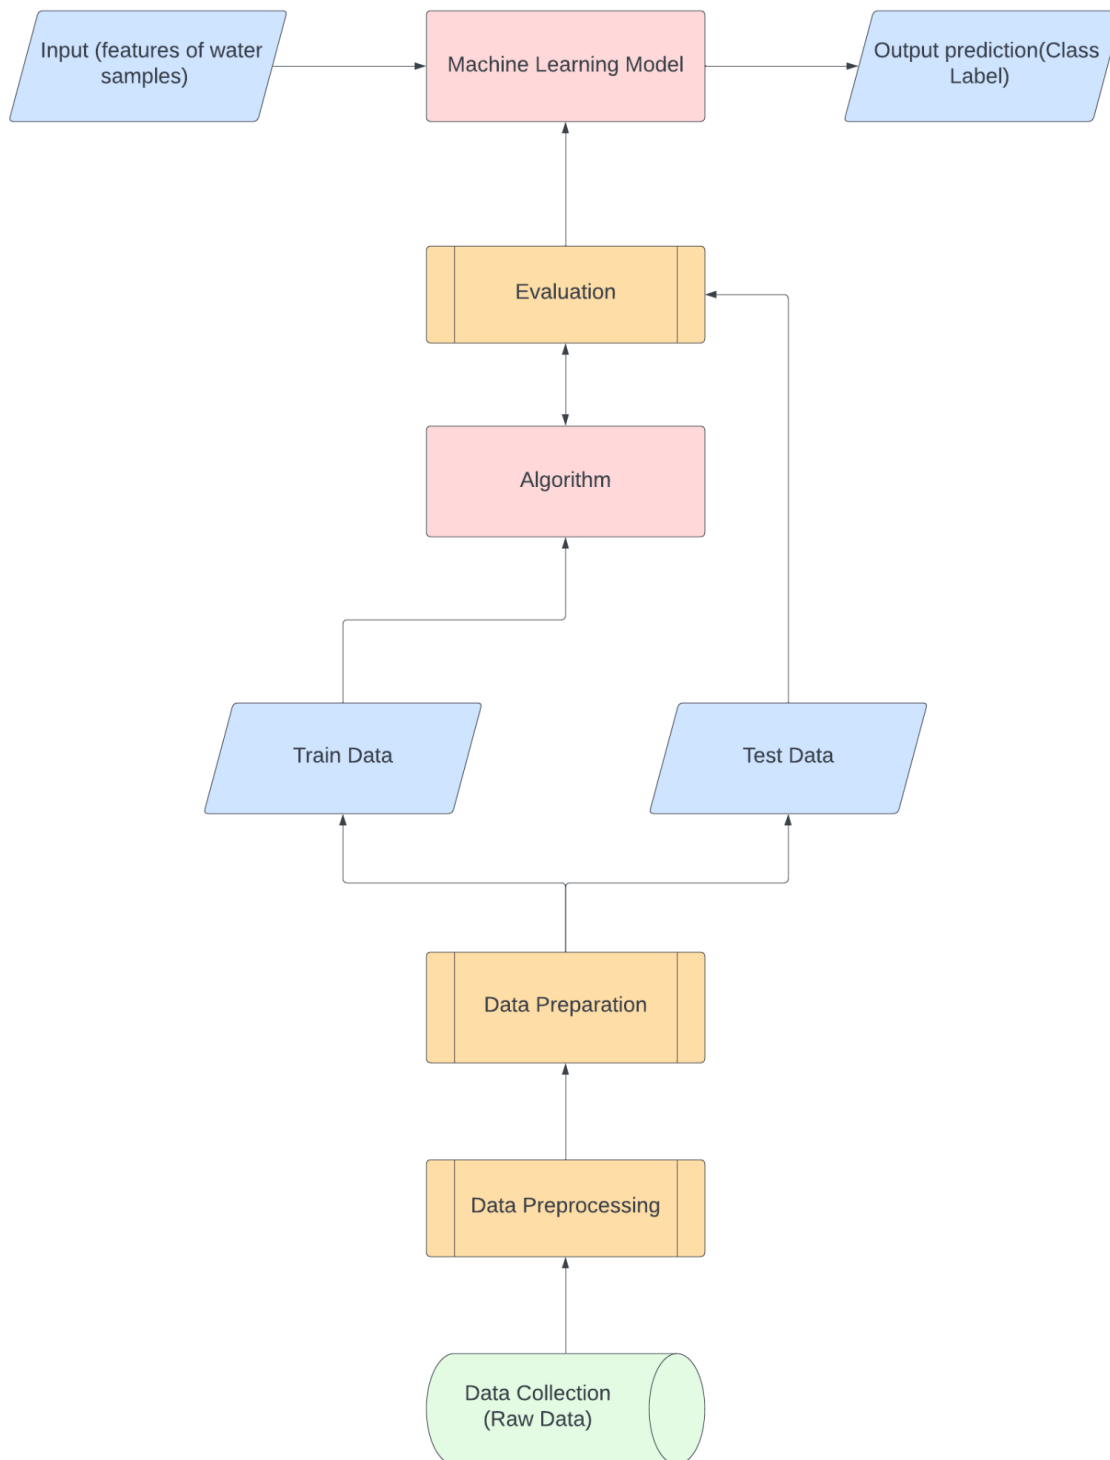 Input (features of water
samples)
Machine Learning Model
Output prediction(Class
Label)
Evaluation
Algorithm
Train Data
Test Data
Data Preparation
Data Preprocessing
Data Collection
(Raw Data)